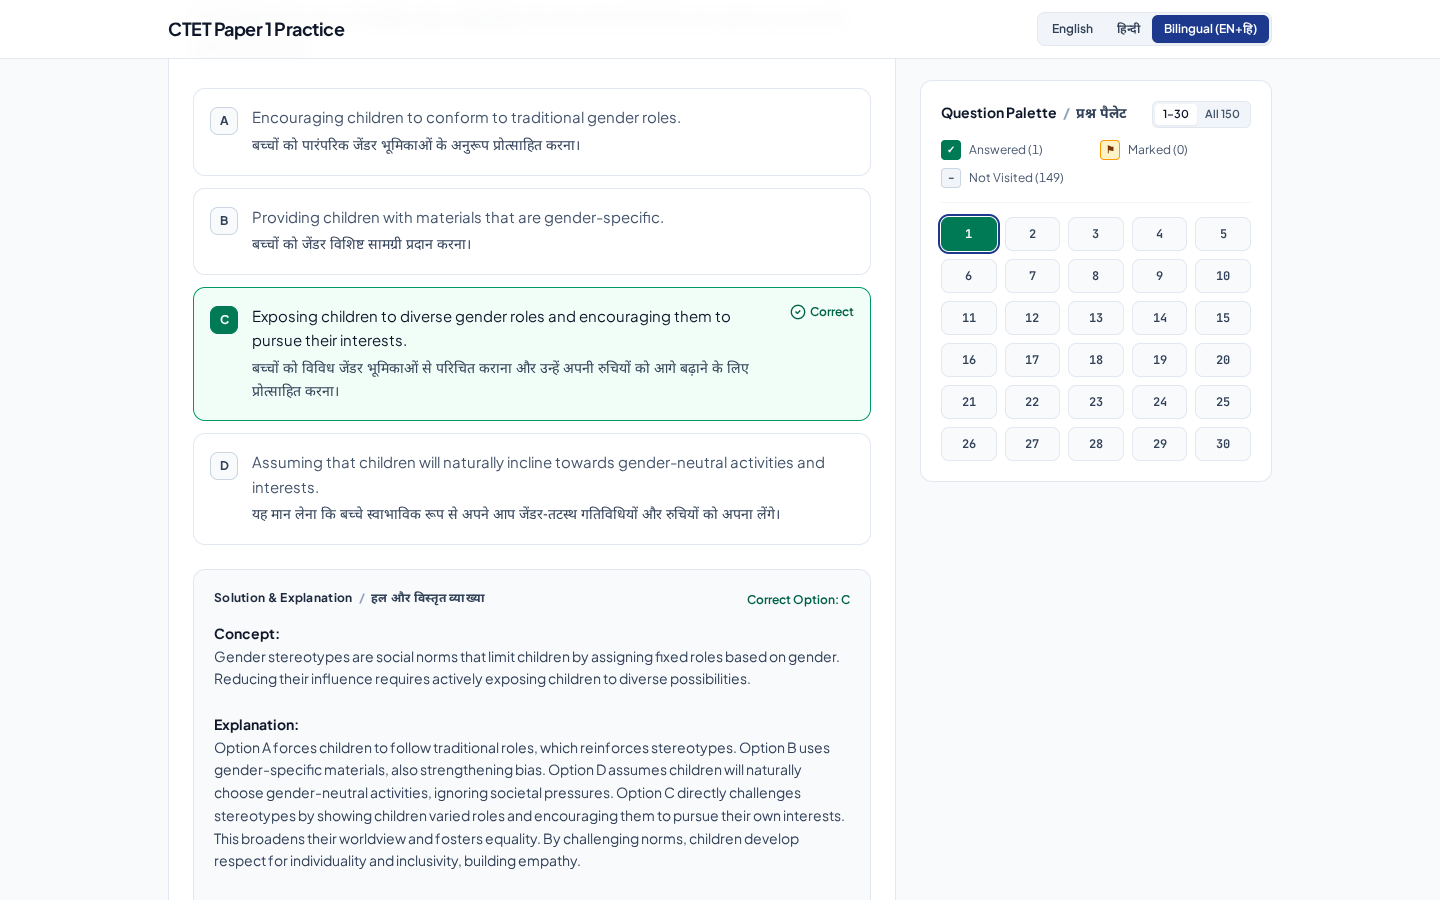 CTET Paper 1 Practice
English
हिन्दी
Bilingual (EN+हि)
A
Encouraging children to conform to traditional gender roles.
बच्चों को पारंपरिक जेंडर भूमिकाओं के अनुरूप प्रोत्साहित करना।
B
Providing children with materials that are gender-specific.
बच्चों को जेंडर विशिष्ट सामग्री प्रदान करना।
C
Exposing children to diverse gender roles and encouraging them to
pursue their interests.
Correct
बच्चों को विविध जेंडर भूमिकाओं से परिचित कराना और उन्हें अपनी रुचियों को आगे बढ़ाने के लिए
प्रोत्साहित करना।
D
Assuming that children will naturally incline towards gender-neutral activities and
interests.
यह मान लेना कि बच्चे स्वाभाविक रूप से अपने आप जेंडर-तटस्थ गतिविधियों और रुचियों को अपना लेंगे।
Solution & Explanation / हल और विस्तृत व्याख्या
Correct Option: C
Concept:
Gender stereotypes are social norms that limit children by assigning fixed roles based on gender.
Reducing their influence requires actively exposing children to diverse possibilities.
Explanation:
Option A forces children to follow traditional roles, which reinforces stereotypes. Option B uses
gender-specific materials, also strengthening bias. Option D assumes children will naturally
choose gender-neutral activities, ignoring societal pressures. Option C directly challenges
stereotypes by showing children varied roles and encouraging them to pursue their own interests.
This broadens their worldview and fosters equality. By challenging norms, children develop
respect for individuality and inclusivity, building empathy.
Question Palette / प्रश्न पैलेट
1–30
All 150
✓ Answered (1)
⚑ Marked (0)
– Not Visited (149)
1 2 3 4 5
6 7 8 9 10
11 12 13 14 15
16 17 18 19 20
21 22 23 24 25
26 27 28 29 30